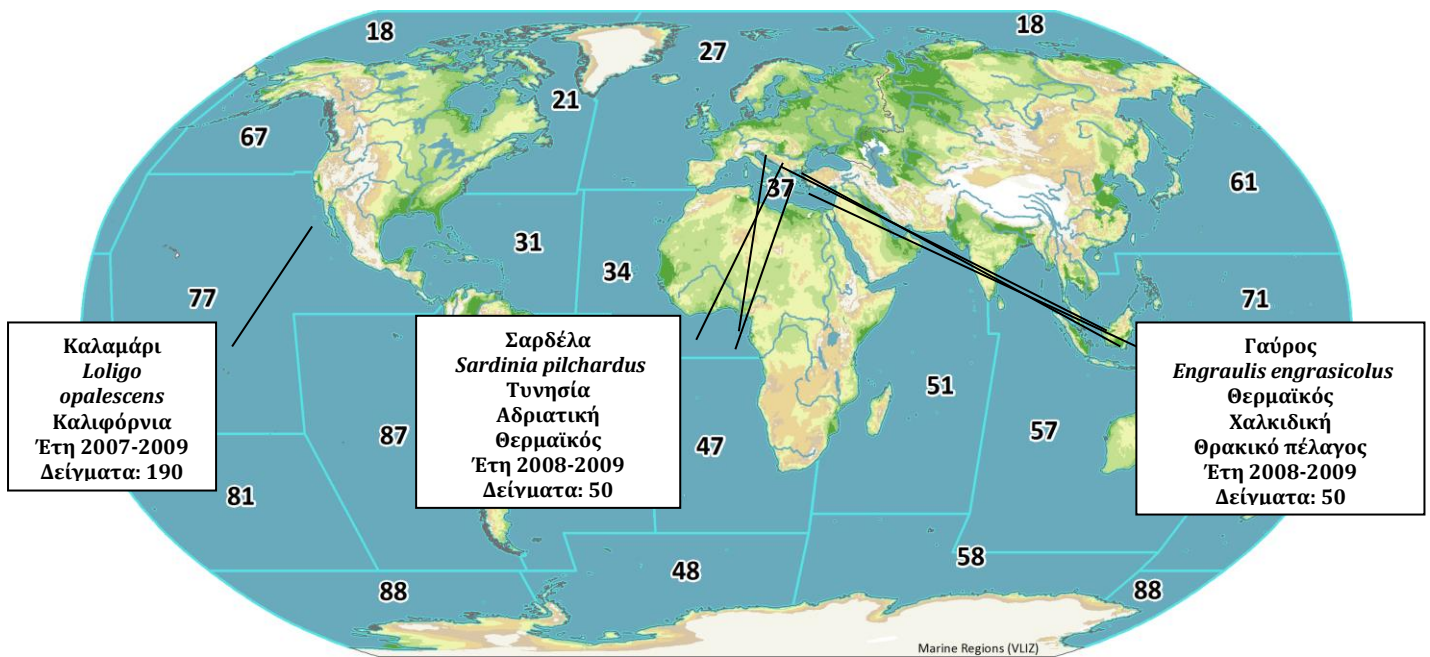 18
18
27
21
67
61
37
31
34
77
71
Καλαμάρι
Loligo
opalescens
Καλιφόρνια
Έτη 2007-2009
Δείγματα: 190
Σαρδέλα
Sardinia pilchardus
Τυνησία
Αδριατική
Θερμαϊκός
Έτη 2008-2009
Δείγματα: 50
Γαύρος
Engraulis engrasicolus
Θερμαϊκός
Χαλκιδική
Θρακικό πέλαγος
Έτη 2008-2009
Δείγματα: 50
51
87
47
57
81
48
58
88
88
Marine Regions (VLIZ)